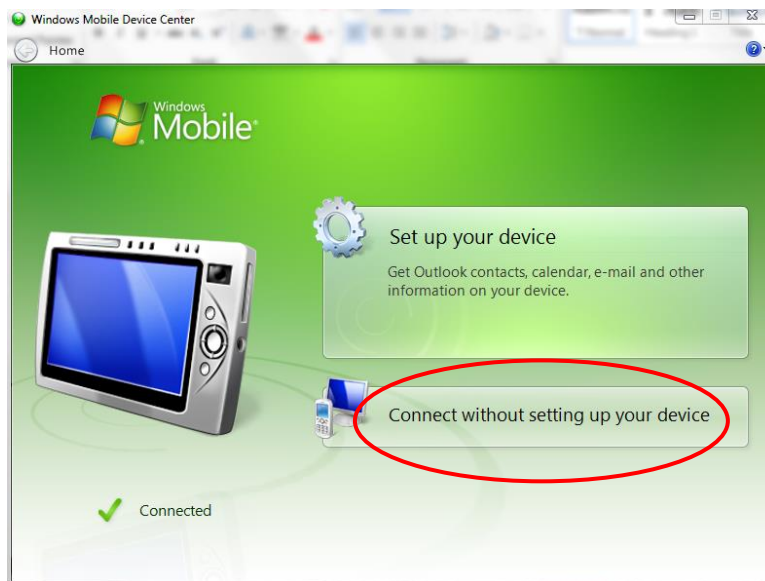 Windows Mobile Device Center
Home
Windows
Mobile
Set up your device
Get Outlook contacts, calendar, e-mail and other
information on your device.
Connect without setting up your device
Connected